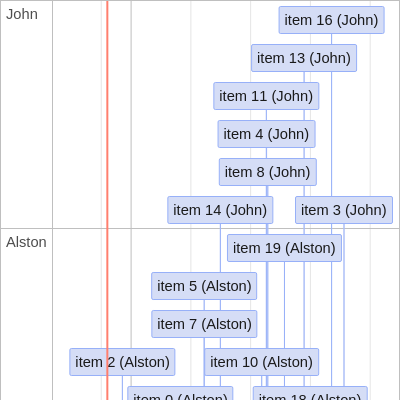 John
item 16 (John)
item 13 (John)
item 11 (John)
item 4 (John)
item 8 (John)
item 14 (John)
item 3 (John)
Alston
item 19 (Alston)
item 5 (Alston)
item 7 (Alston)
item 2 (Alston)
item 10 (Alston)
item 0 (Alston)
item 18 (Alston)